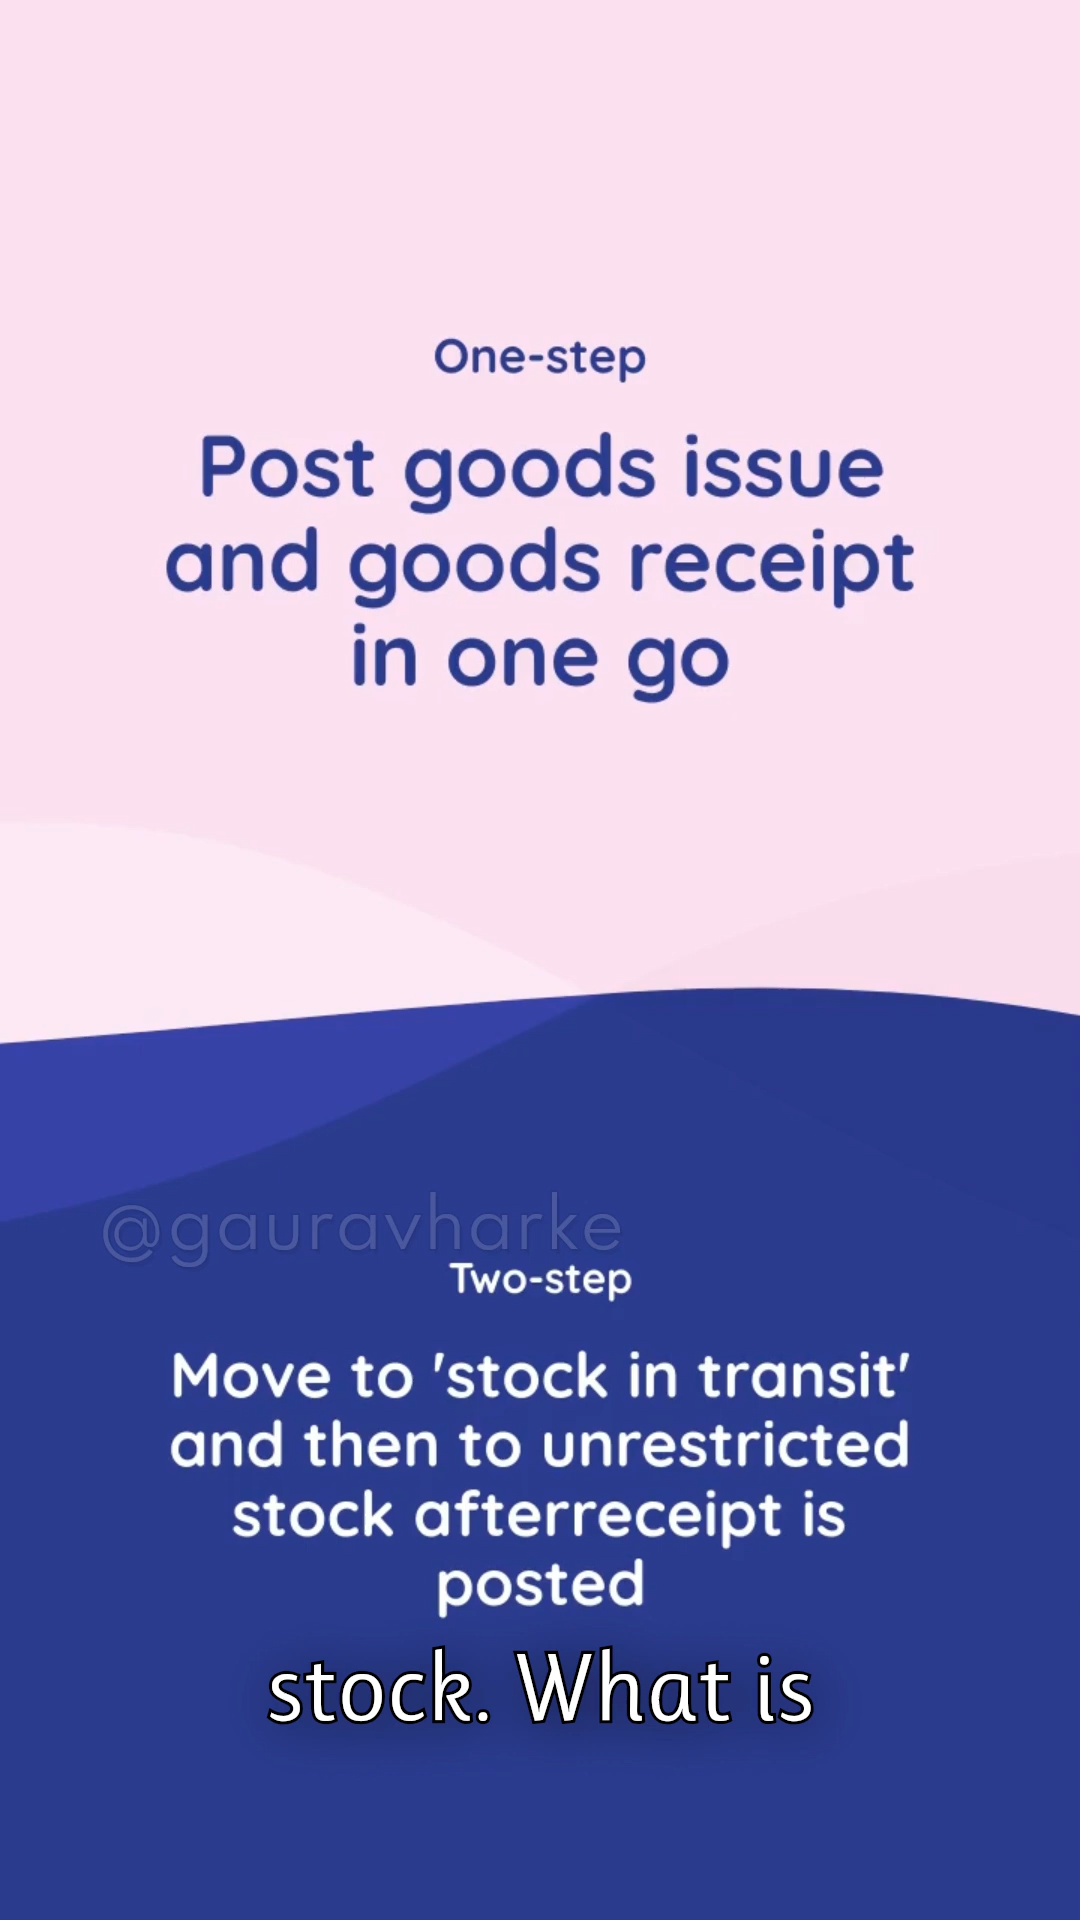 One-step
Post goods issue
and goods receipt
in one go
@gauravharke
Two-step
Move to 'stock in transit'
and then to unrestricted
stock afterreceipt is
posted
stock. What is